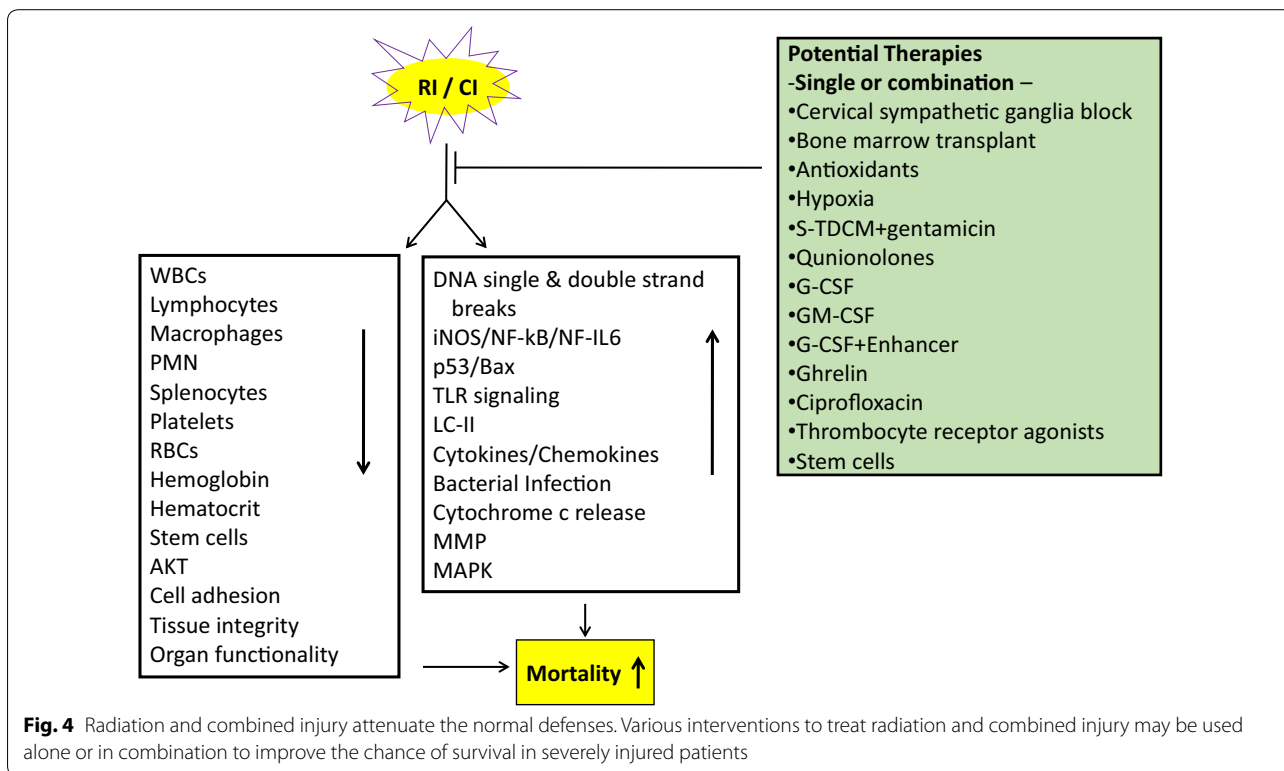 RI / CI
Potential Therapies
-Single or combination –
•Cervical sympathetic ganglia block
•Bone marrow transplant
•Antioxidants
•Hypoxia
•S-TDCM+gentamicin
•Qunionolones
•G-CSF
•GM-CSF
•G-CSF+Enhancer
•Ghrelin
•Ciprofloxacin
•Thrombocyte receptor agonists
•Stem cells
WBCs
Lymphocytes
Macrophages
PMN
Splenocytes
Platelets
RBCs
Hemoglobin
Hematocrit
Stem cells
AKT
Cell adhesion
Tissue integrity
Organ functionality
DNA single & double strand
breaks
iNOS/NF-kB/NF-IL6
p53/Bax
TLR signaling
LC-II
Cytokines/Chemokines
Bacterial Infection
Cytochrome c release
MMP
MAPK
Mortality
Fig. 4 Radiation and combined injury attenuate the normal defenses. Various interventions to treat radiation and combined injury may be used
alone or in combination to improve the chance of survival in severely injured patients